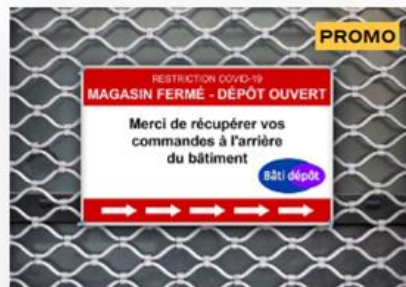 PROMO
RESTRICTION COVID-19
MAGASIN FERMÉ - DÉPÔT OUVERT
Merci de récupérer vos
commandes à l'arrière
du bâtiment
Bâti dépôt